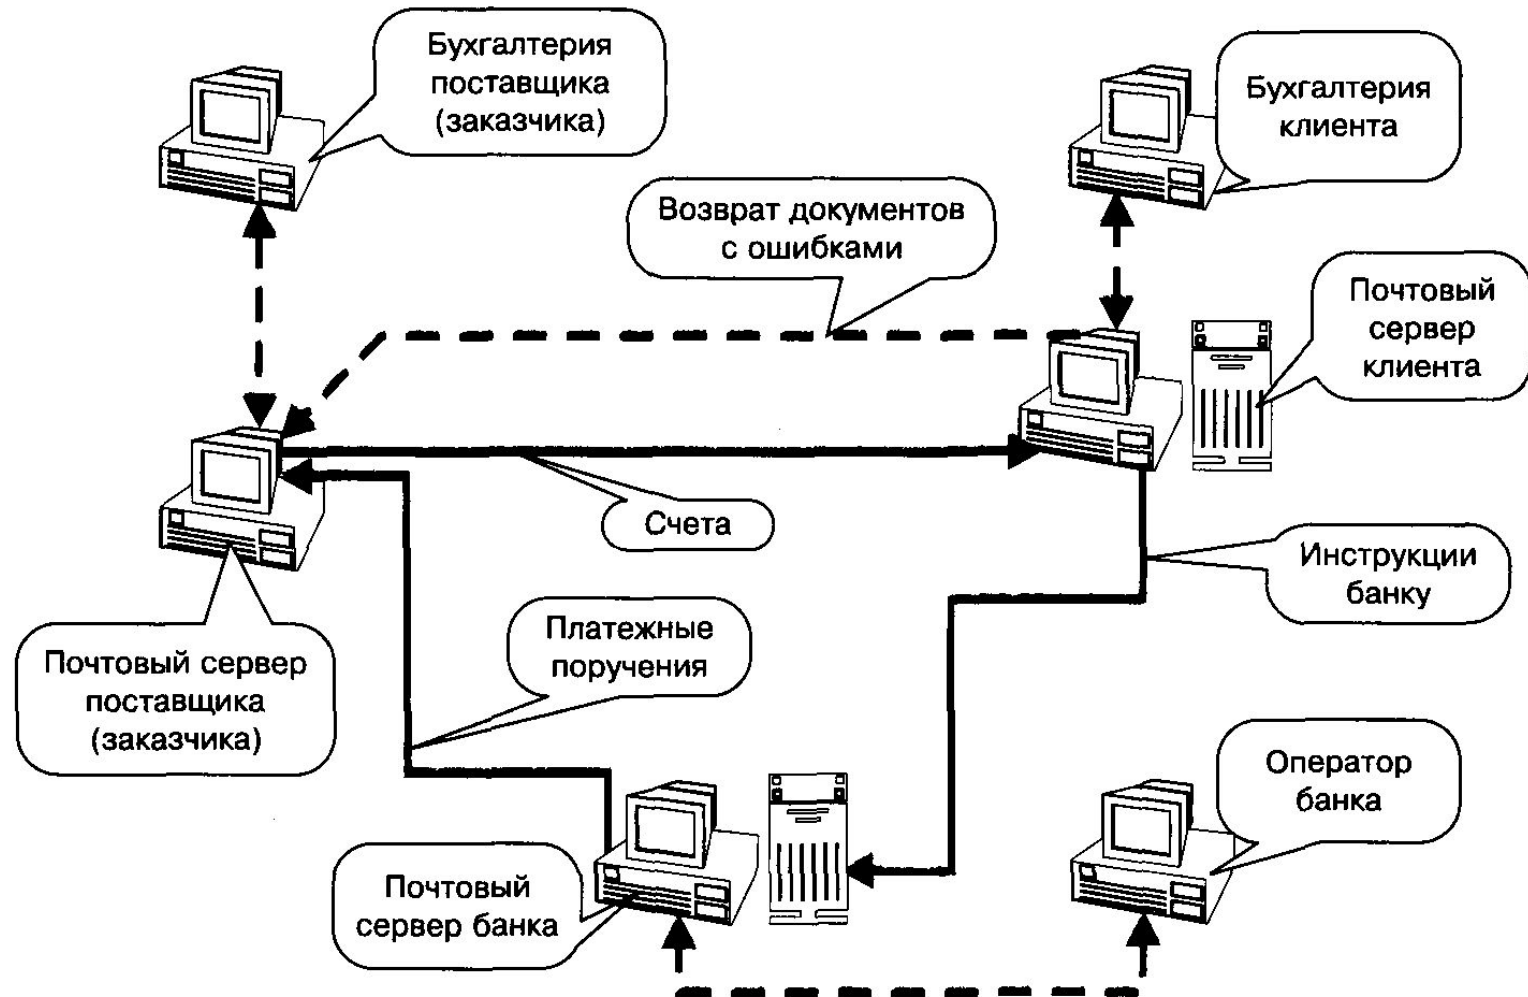 Бухгалтерия
поставщика
(заказчика)
Бухгалтерия
клиента
Возврат документов
с ошибками
Почтовый
сервер
клиента
Счета
Инструкции
банку
Платежные
поручения
Почтовый сервер
поставщика
(заказчика)
Оператор
банка
Почтовый
сервер банка